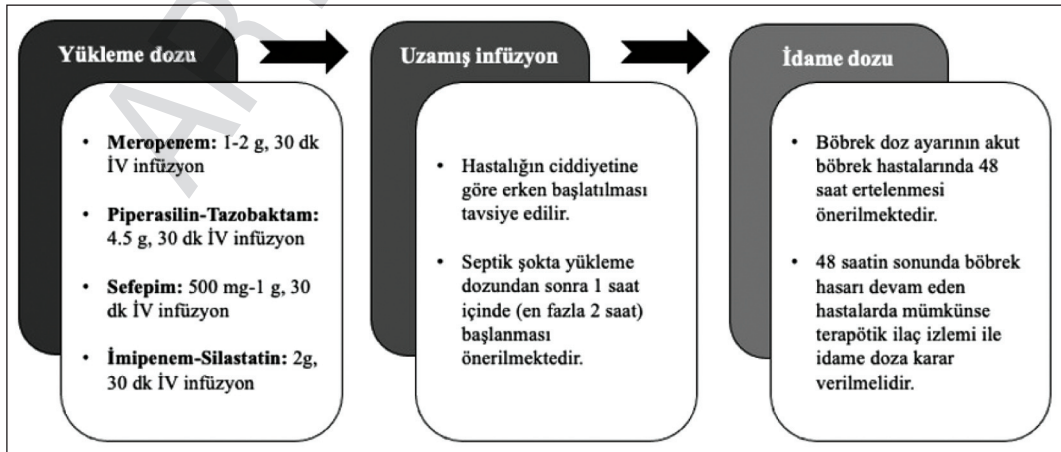 Yükleme dozu
• Meropenem: 1-2 g, 30 dk
İV infüzyon
• Piperasilin-Tazobaktam:
4.5 g, 30 dk İV infüzyon
• Sefepim: 500 mg-1 g, 30
dk İV infüzyon
• İmipenem-Silastatin: 2g,
30 dk İV infüzyon
Uzamış infüzyon
• Hastalığın ciddiyetine
göre erken başlatılması
tavsiye edilir.
• Septik şokta yükleme
dozundan sonra 1 saat
içinde (en fazla 2 saat)
başlanması
önerilmektedir.
İdame dozu
• Böbrek doz ayarının akut
böbrek hastalarında 48
saat ertelenmesi
önerilmektedir.
• 48 saatin sonunda böbrek
hasarı devam eden
hastalarda mümkünse
terapötik ilaç izlemi ile
idame doza karar
verilmelidir.